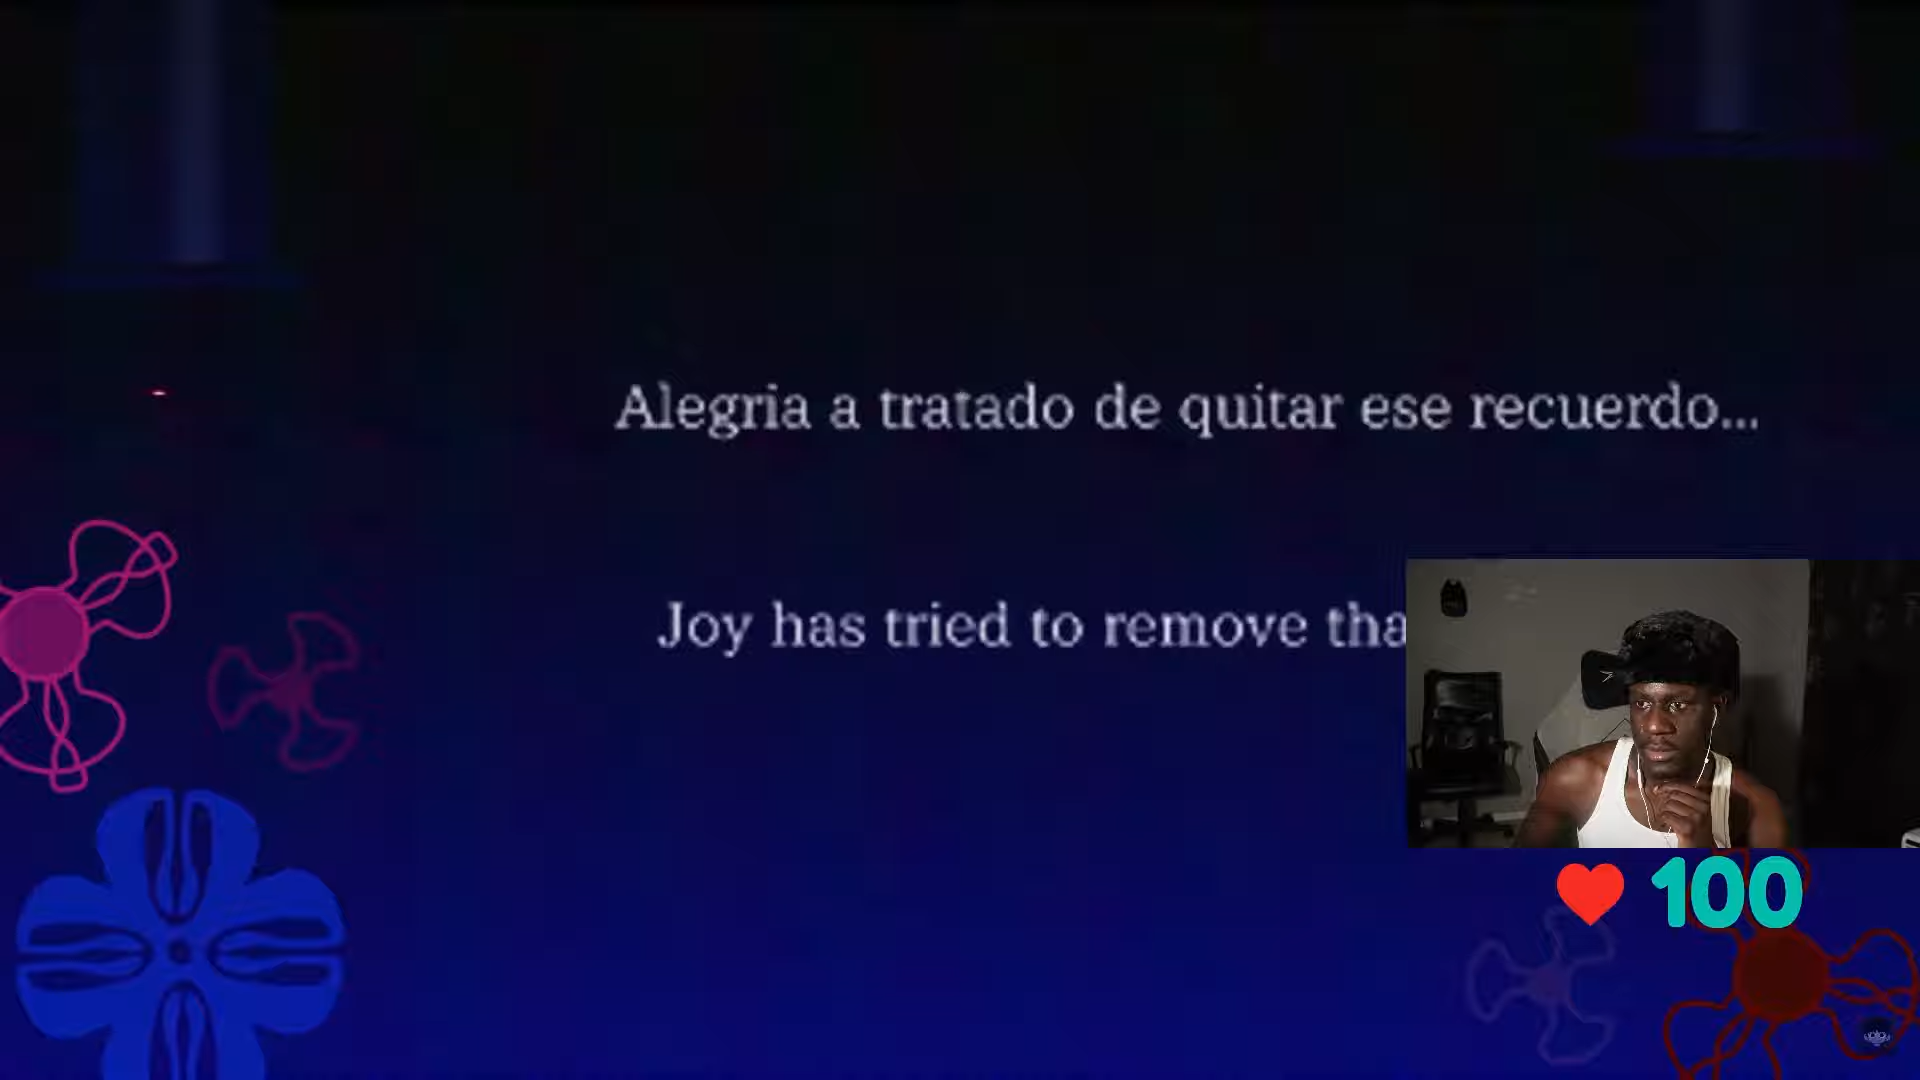 Alegria a tratado de quitar ese recuerdo...
Joy has tried to remove tha
100